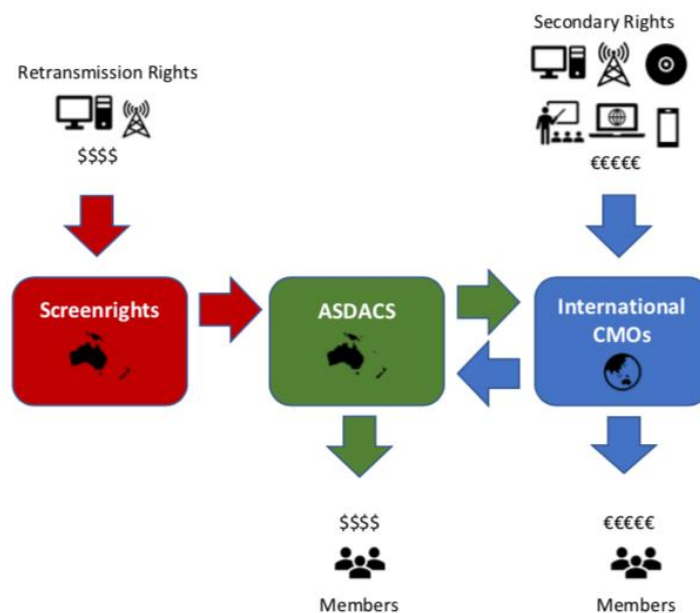 Secondary Rights
Retransmission Rights
$$$$
€€€€€
Screenrights
ASDACS
International
CMOs
$$$$
€€€€€
Members
Members